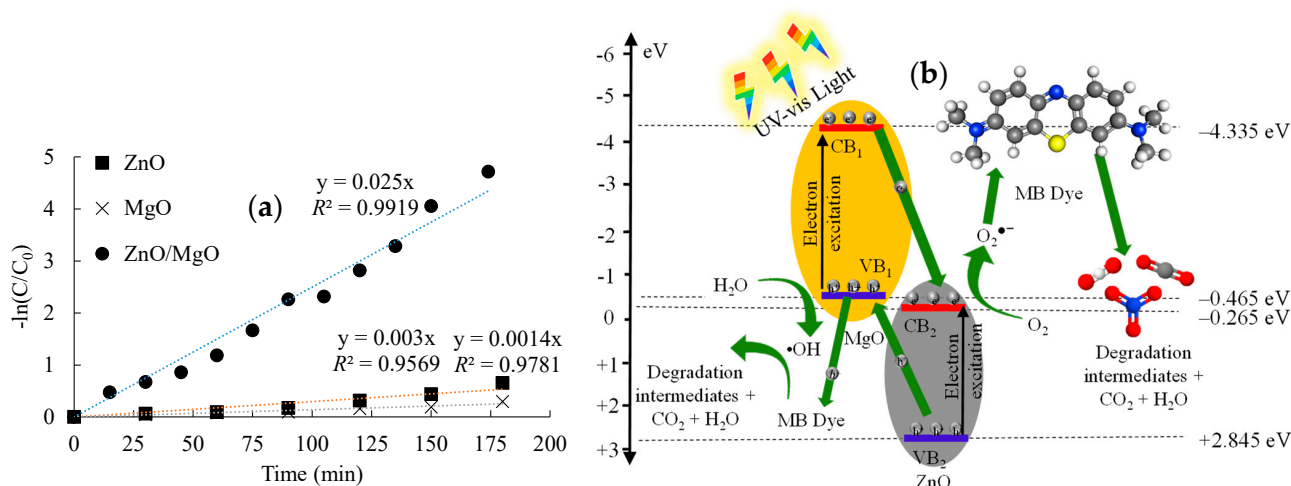 (a)
ZnO
MgO
ZnO/MgO
y = 0.025x
R² = 0.9919
y = 0.003x
R² = 0.9569
y = 0.0014x
R² = 0.9781
-ln(C/C₀)
5
4
3
2
1
0
0 25 50 75 100 125 150 175 200
Time (min)
(b)
eV
-6
-5
-4
-3
-2
-1
0
+1
+2
+3
UV-vis Light
e⁻ e⁻ e⁻
CB₁
Electron
excitation
e⁻
VB₁
h⁺ h⁺ h⁺
MgO
H₂O
•OH
h⁺
Degradation
intermediates +
CO₂ + H₂O
MB Dye
e⁻ e⁻ e⁻
CB₂
Electron
excitation
h⁺
h⁺ h⁺ h⁺
VB₂
ZnO
O₂
O₂•−
MB Dye
Degradation
intermediates +
CO₂ + H₂O
−4.335 eV
−0.465 eV
−0.265 eV
+2.845 eV